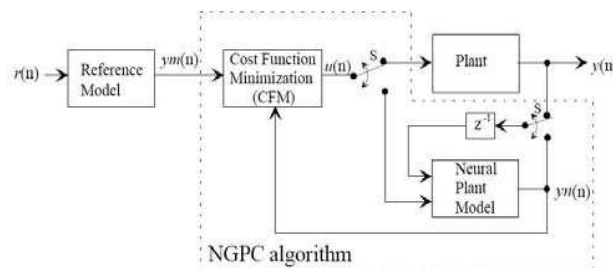 r(n)
Reference
Model
ym(n)
Cost Function
Minimization
(CFM)
u(n)
S
Plant
y(n
S
z⁻¹
Neural
Plant
Model
yn(n)
NGPC algorithm